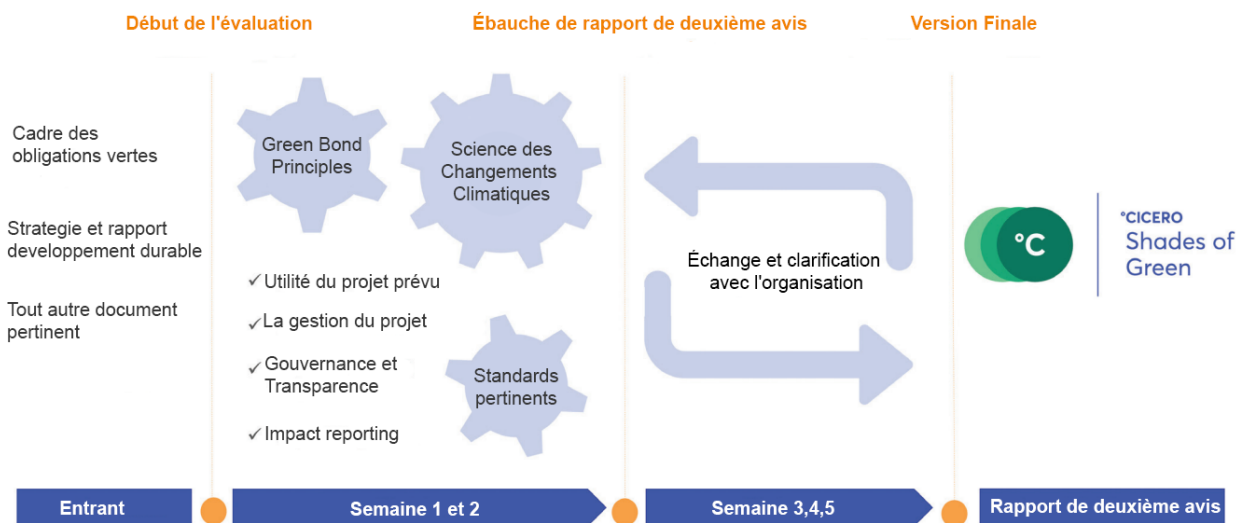 Début de l'évaluation
Ébauche de rapport de deuxième avis
Version Finale
Cadre des
obligations vertes
Strategie et rapport
developpement durable
Tout autre document
pertinent
Green Bond
Principles
Science des
Changements
Climatiques
✓ Utilité du projet prévu
✓ La gestion du projet
✓ Gouvernance et
Transparence
✓ Impact reporting
Standards
pertinents
Échange et clarification
avec l'organisation
°C
°CICERO
Shades of
Green
Entrant
Semaine 1 et 2
Semaine 3,4,5
Rapport de deuxième avis